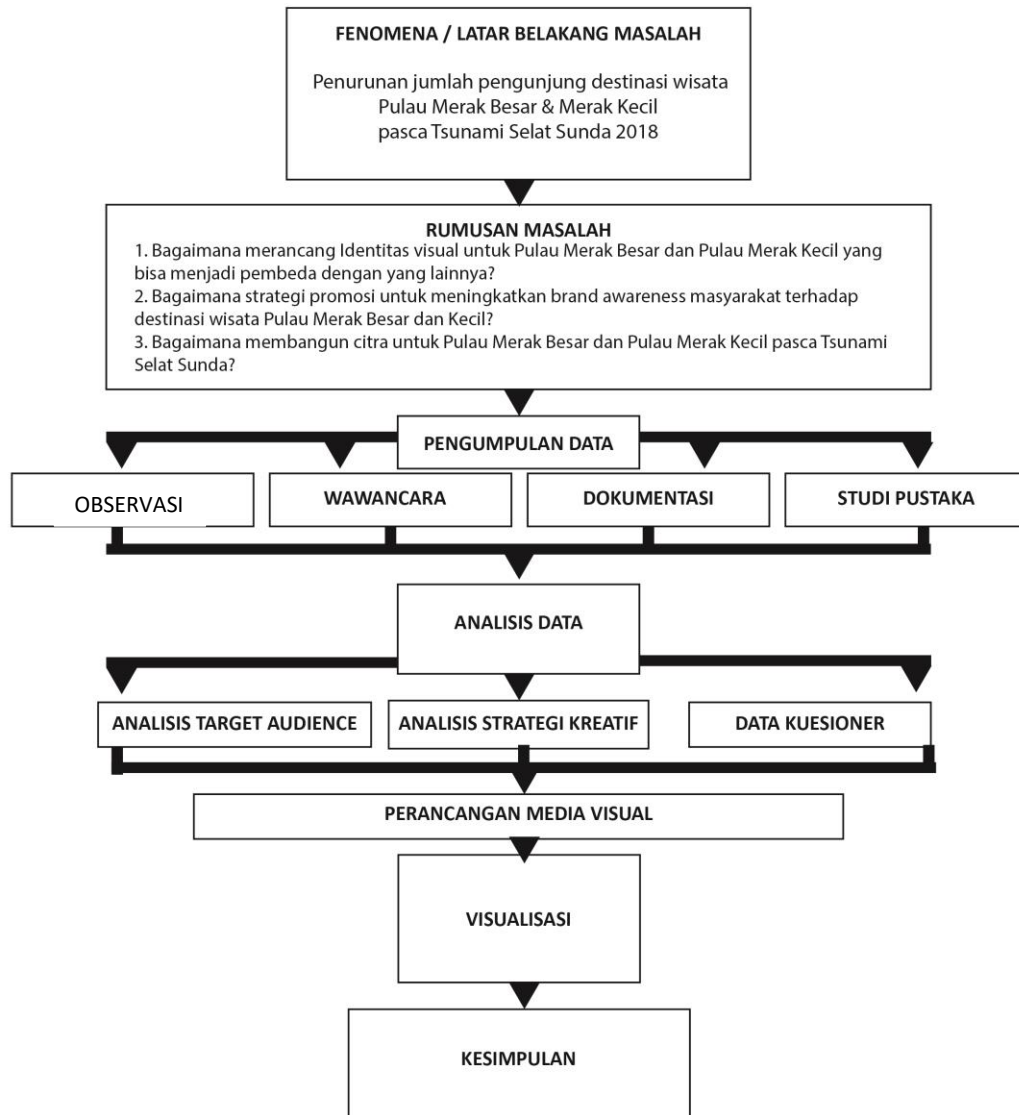 FENOMENA / LATAR BELAKANG MASALAH
Penurunan jumlah pengunjung destinasi wisata
Pulau Merak Besar & Merak Kecil
pasca Tsunami Selat Sunda 2018
RUMUSAN MASALAH
1. Bagaimana merancang Identitas visual untuk Pulau Merak Besar dan Pulau Merak Kecil yang
bisa menjadi pembeda dengan yang lainnya?
2. Bagaimana strategi promosi untuk meningkatkan brand awareness masyarakat terhadap
destinasi wisata Pulau Merak Besar dan Kecil?
3. Bagaimana membangun citra untuk Pulau Merak Besar dan Pulau Merak Kecil pasca Tsunami
Selat Sunda?
PENGUMPULAN DATA
OBSERVASI
WAWANCARA
DOKUMENTASI
STUDI PUSTAKA
ANALISIS DATA
ANALISIS TARGET AUDIENCE
ANALISIS STRATEGI KREATIF
DATA KUESIONER
PERANCANGAN MEDIA VISUAL
VISUALISASI
KESIMPULAN